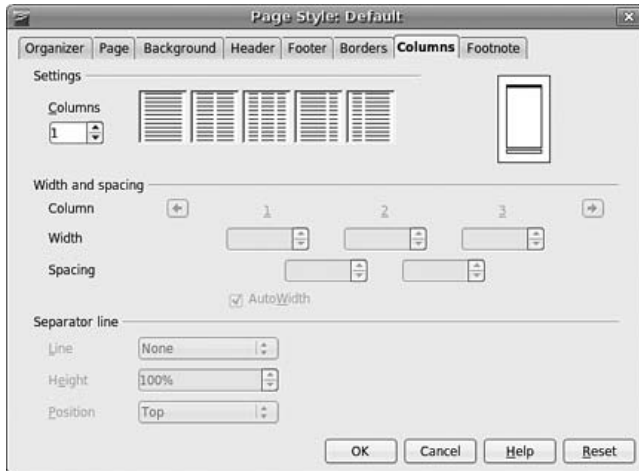 Page Style: Default
Organizer Page Background Header Footer Borders Columns Footnote
Settings
Columns
1
Width and spacing
Column 1 2 3
Width
Spacing
AutoWidth
Separator line
Line None
Height 100%
Position Top
OK Cancel Help Reset